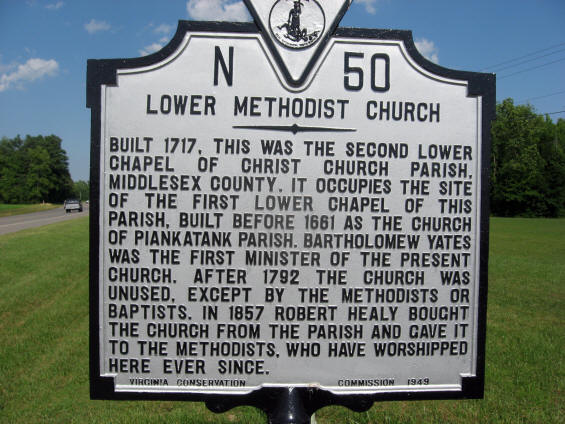 N 50
LOWER METHODIST CHURCH
BUILT 1717, THIS WAS THE SECOND LOWER
CHAPEL OF CHRIST CHURCH PARISH,
MIDDLESEX COUNTY. IT OCCUPIES THE SITE
OF THE FIRST LOWER CHAPEL OF THIS
PARISH, BUILT BEFORE 1661 AS THE CHURCH
OF PIANKATANK PARISH. BARTHOLOMEW YATES
WAS THE FIRST MINISTER OF THE PRESENT
CHURCH. AFTER 1792 THE CHURCH WAS
UNUSED, EXCEPT BY THE METHODISTS OR
BAPTISTS. IN 1857 ROBERT HEALY BOUGHT
THE CHURCH FROM THE PARISH AND GAVE IT
TO THE METHODISTS, WHO HAVE WORSHIPPED
HERE EVER SINCE.
VIRGINIA CONSERVATION COMMISSION 1949